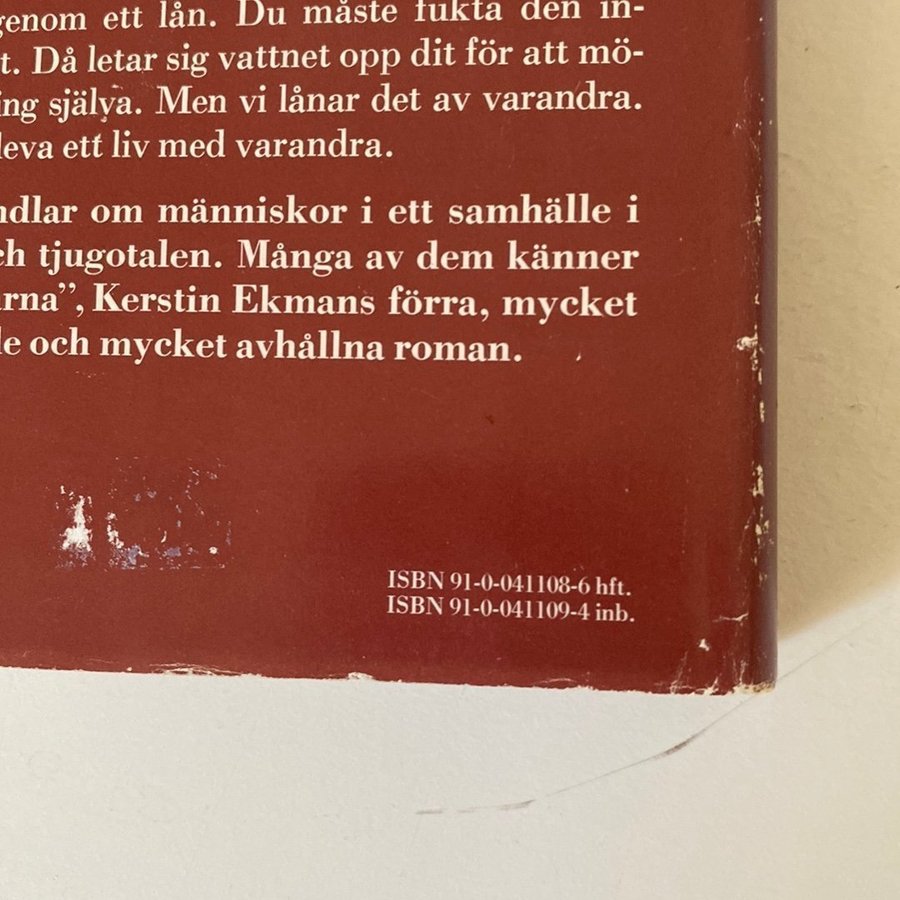 genom ett lån. Du måste fukta den in-
t. Då letar sig vattnet opp dit för att mö-
ing själva. Men vi lånar det av varandra.
leva ett liv med varandra.
ndlar om människor i ett samhälle i
ch tjugotalen. Många av dem känner
arna”, Kerstin Ekmans förra, mycket
de och mycket avhållna roman.
ISBN 91-0-041108-6 hft.
ISBN 91-0-041109-4 inb.